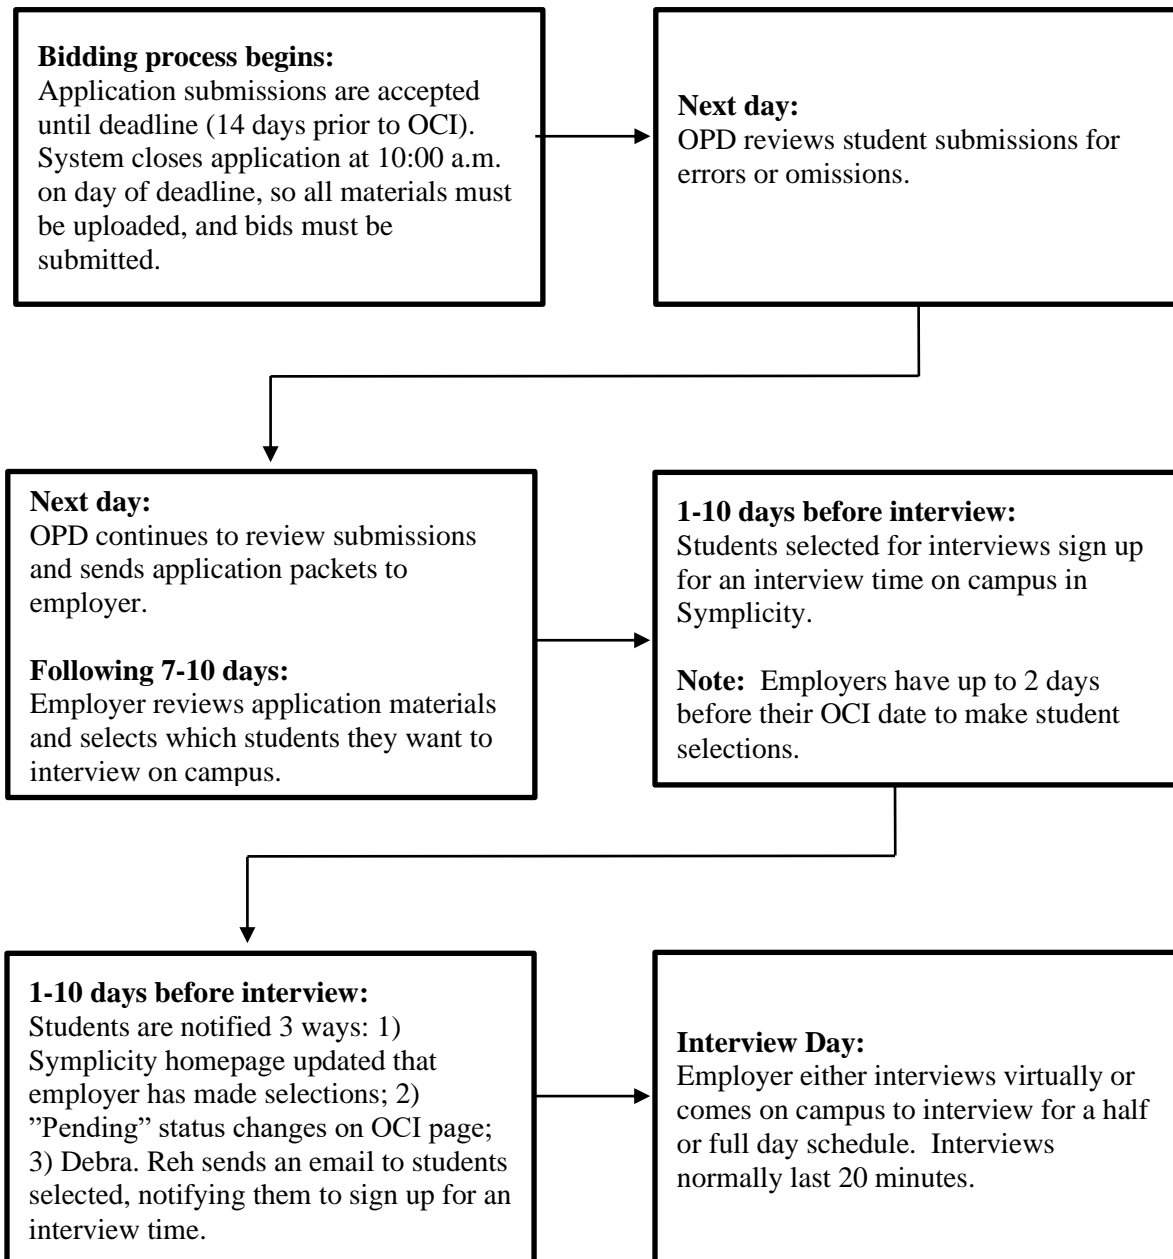 Bidding process begins:
Application submissions are accepted
until deadline (14 days prior to OCI).
System closes application at 10:00 a.m.
on day of deadline, so all materials must
be uploaded, and bids must be
submitted.
Next day:
OPD reviews student submissions for
errors or omissions.
Next day:
OPD continues to review submissions
and sends application packets to
employer.
Following 7-10 days:
Employer reviews application materials
and selects which students they want to
interview on campus.
1-10 days before interview:
Students selected for interviews sign up
for an interview time on campus in
Symplicity.
Note:  Employers have up to 2 days
before their OCI date to make student
selections.
1-10 days before interview:
Students are notified 3 ways: 1)
Symplicity homepage updated that
employer has made selections; 2)
”Pending” status changes on OCI page;
3) Debra. Reh sends an email to students
selected, notifying them to sign up for an
interview time.
Interview Day:
Employer either interviews virtually or
comes on campus to interview for a half
or full day schedule.  Interviews
normally last 20 minutes.